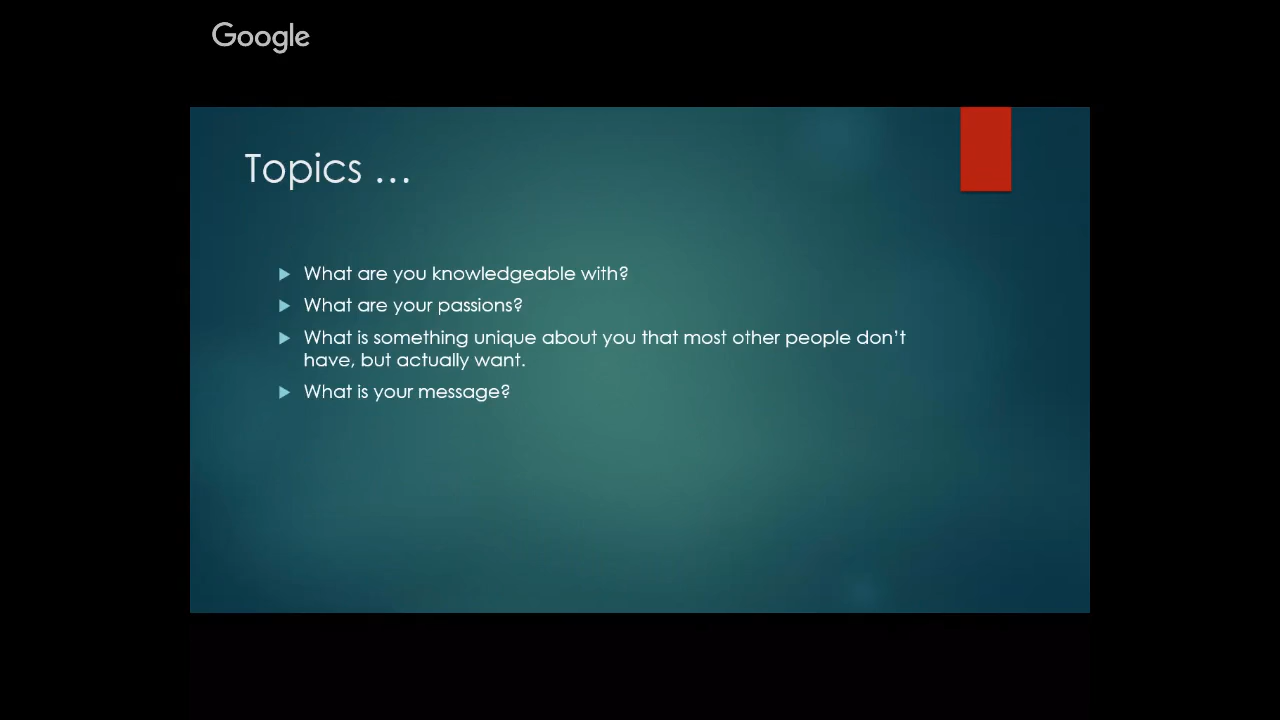 Google
Topics …
What are you knowledgeable with?
What are your passions?
What is something unique about you that most other people don’t
have, but actually want.
What is your message?